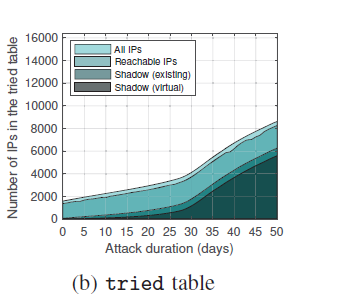 Number of IPs in the tried table
16000
14000
12000
10000
8000
6000
4000
2000
0
All IPs
Reachable IPs
Shadow (existing)
Shadow (virtual)
0 5 10 15 20 25 30 35 40 45 50
Attack duration (days)
(b) tried table